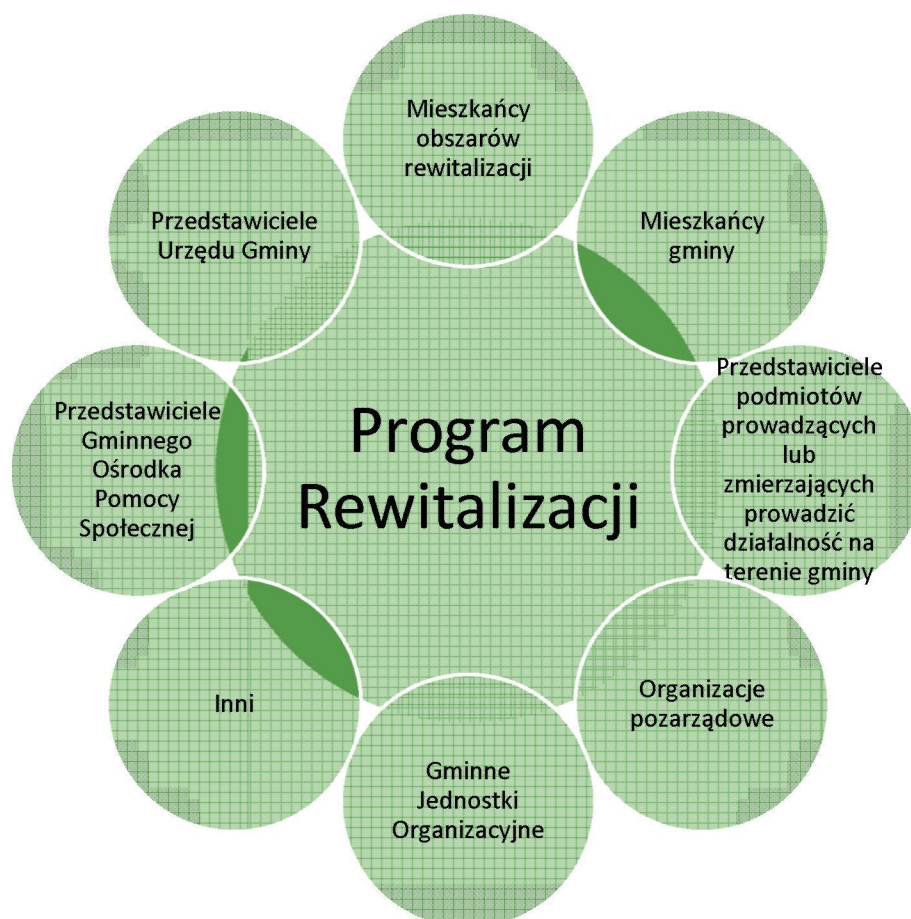 Mieszkańcy
obszarów
rewitalizacji
Mieszkańcy
gminy
Przedstawiciele
podmiotów
prowadzących
lub
zmierzających
prowadzić
działalność na
terenie gminy
Organizacje
pozarządowe
Gminne
Jednostki
Organizacyjne
Inni
Przedstawiciele
Gminnego
Ośrodka
Pomocy
Społecznej
Przedstawiciele
Urzędu Gminy
Program
Rewitalizacji